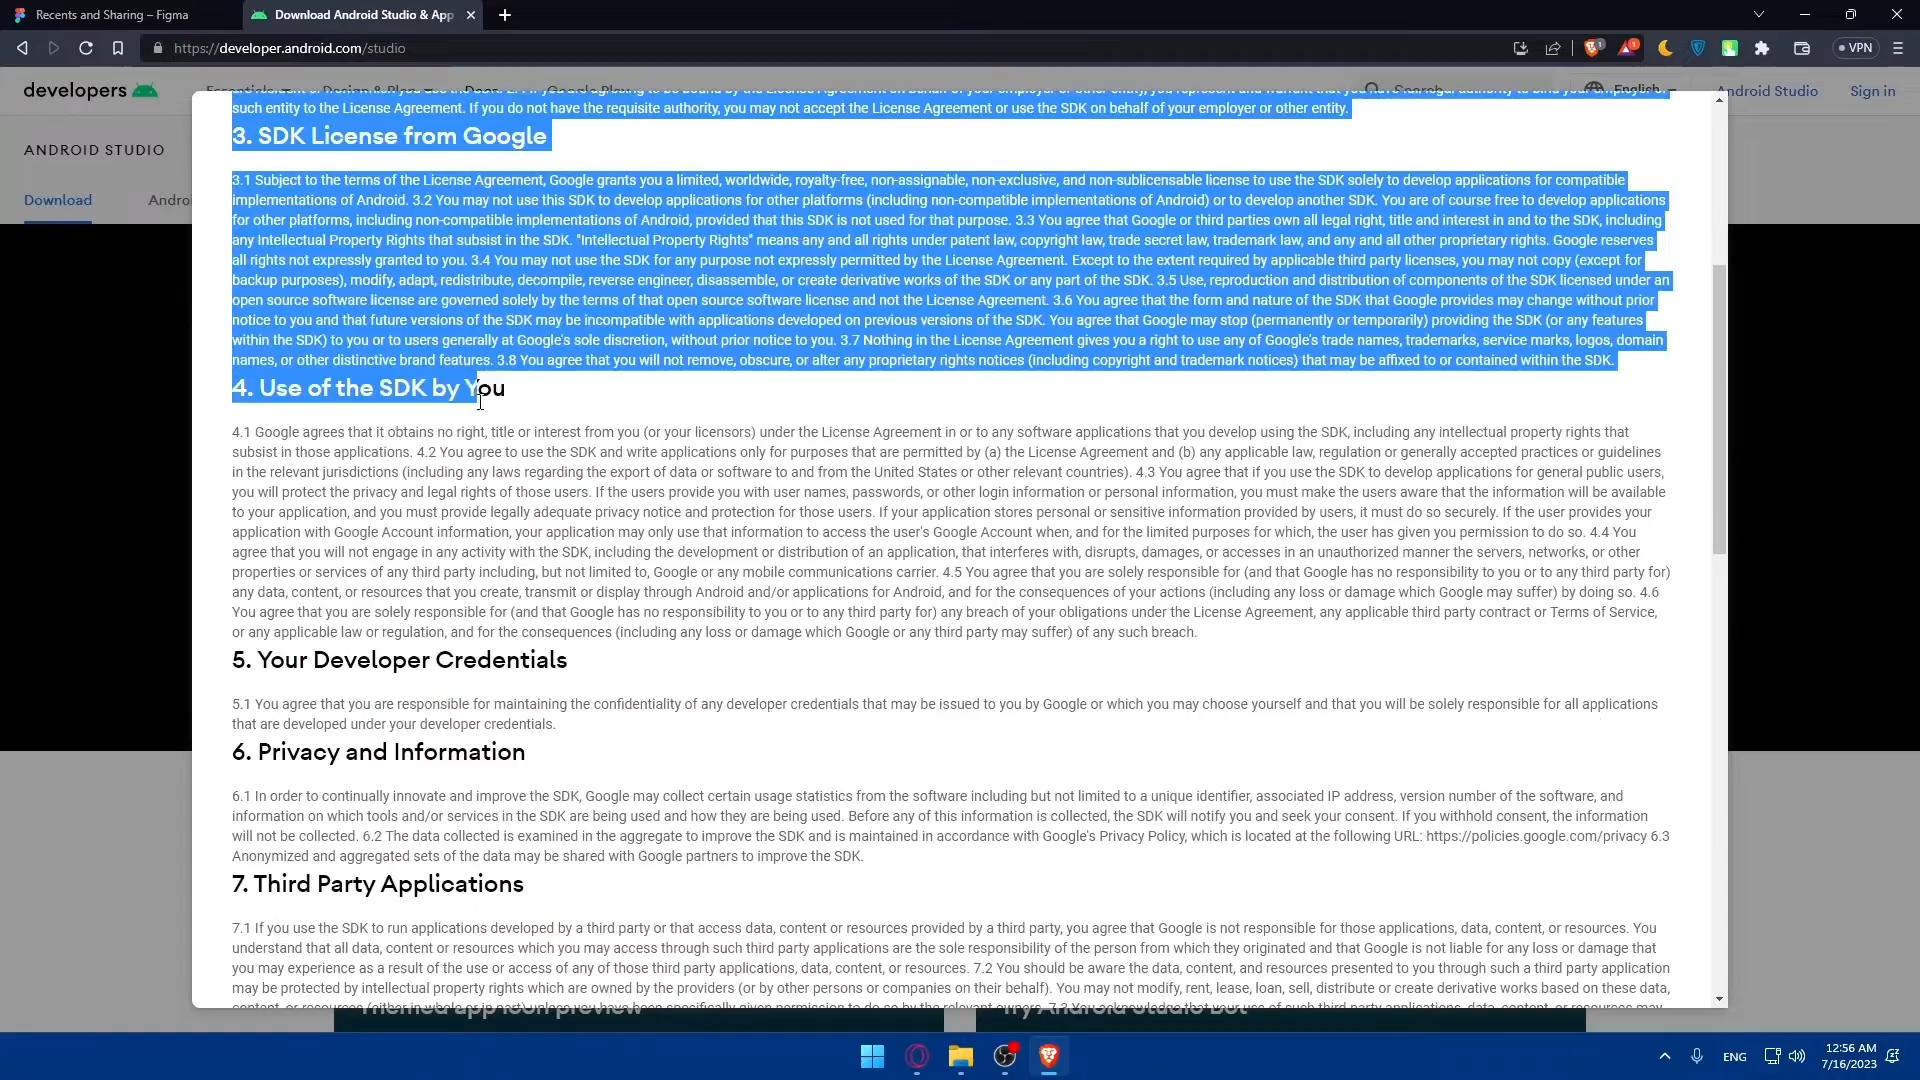 Recents and Sharing – Figma
Download Android Studio & App
https://developer.android.com/studio
1
1
VPN
developers
English
Android Studio
Sign in
ANDROID STUDIO
Download
Androi
such entity to the License Agreement. If you do not have the requisite authority, you may not accept the License Agreement or use the SDK on behalf of your employer or other entity.
3. SDK License from Google
3.1 Subject to the terms of the License Agreement, Google grants you a limited, worldwide, royalty-free, non-assignable, non-exclusive, and non-sublicensable license to use the SDK solely to develop applications for compatible
implementations of Android. 3.2 You may not use this SDK to develop applications for other platforms (including non-compatible implementations of Android) or to develop another SDK. You are of course free to develop applications
for other platforms, including non-compatible implementations of Android, provided that this SDK is not used for that purpose. 3.3 You agree that Google or third parties own all legal right, title and interest in and to the SDK, including
any Intellectual Property Rights that subsist in the SDK. "Intellectual Property Rights" means any and all rights under patent law, copyright law, trade secret law, trademark law, and any and all other proprietary rights. Google reserves
all rights not expressly granted to you. 3.4 You may not use the SDK for any purpose not expressly permitted by the License Agreement. Except to the extent required by applicable third party licenses, you may not copy (except for
backup purposes), modify, adapt, redistribute, decompile, reverse engineer, disassemble, or create derivative works of the SDK or any part of the SDK. 3.5 Use, reproduction and distribution of components of the SDK licensed under an
open source software license are governed solely by the terms of that open source software license and not the License Agreement. 3.6 You agree that the form and nature of the SDK that Google provides may change without prior
notice to you and that future versions of the SDK may be incompatible with applications developed on previous versions of the SDK. You agree that Google may stop (permanently or temporarily) providing the SDK (or any features
within the SDK) to you or to users generally at Google's sole discretion, without prior notice to you. 3.7 Nothing in the License Agreement gives you a right to use any of Google's trade names, trademarks, service marks, logos, domain
names, or other distinctive brand features. 3.8 You agree that you will not remove, obscure, or alter any proprietary rights notices (including copyright and trademark notices) that may be affixed to or contained within the SDK.
4. Use of the SDK by You
4.1 Google agrees that it obtains no right, title or interest from you (or your licensors) under the License Agreement in or to any software applications that you develop using the SDK, including any intellectual property rights that
subsist in those applications. 4.2 You agree to use the SDK and write applications only for purposes that are permitted by (a) the License Agreement and (b) any applicable law, regulation or generally accepted practices or guidelines
in the relevant jurisdictions (including any laws regarding the export of data or software to and from the United States or other relevant countries). 4.3 You agree that if you use the SDK to develop applications for general public users,
you will protect the privacy and legal rights of those users. If the users provide you with user names, passwords, or other login information or personal information, you must make the users aware that the information will be available
to your application, and you must provide legally adequate privacy notice and protection for those users. If your application stores personal or sensitive information provided by users, it must do so securely. If the user provides your
application with Google Account information, your application may only use that information to access the user's Google Account when, and for the limited purposes for which, the user has given you permission to do so. 4.4 You
agree that you will not engage in any activity with the SDK, including the development or distribution of an application, that interferes with, disrupts, damages, or accesses in an unauthorized manner the servers, networks, or other
properties or services of any third party including, but not limited to, Google or any mobile communications carrier. 4.5 You agree that you are solely responsible for (and that Google has no responsibility to you or to any third party for)
any data, content, or resources that you create, transmit or display through Android and/or applications for Android, and for the consequences of your actions (including any loss or damage which Google may suffer) by doing so. 4.6
You agree that you are solely responsible for (and that Google has no responsibility to you or to any third party for) any breach of your obligations under the License Agreement, any applicable third party contract or Terms of Service,
or any applicable law or regulation, and for the consequences (including any loss or damage which Google or any third party may suffer) of any such breach.
5. Your Developer Credentials
5.1 You agree that you are responsible for maintaining the confidentiality of any developer credentials that may be issued to you by Google or which you may choose yourself and that you will be solely responsible for all applications
that are developed under your developer credentials.
6. Privacy and Information
6.1 In order to continually innovate and improve the SDK, Google may collect certain usage statistics from the software including but not limited to a unique identifier, associated IP address, version number of the software, and
information on which tools and/or services in the SDK are being used and how they are being used. Before any of this information is collected, the SDK will notify you and seek your consent. If you withhold consent, the information
will not be collected. 6.2 The data collected is examined in the aggregate to improve the SDK and is maintained in accordance with Google's Privacy Policy, which is located at the following URL: https://policies.google.com/privacy 6.3
Anonymized and aggregated sets of the data may be shared with Google partners to improve the SDK.
7. Third Party Applications
7.1 If you use the SDK to run applications developed by a third party or that access data, content or resources provided by a third party, you agree that Google is not responsible for those applications, data, content, or resources. You
understand that all data, content or resources which you may access through such third party applications are the sole responsibility of the person from which they originated and that Google is not liable for any loss or damage that
you may experience as a result of the use or access of any of those third party applications, data, content, or resources. 7.2 You should be aware the data, content, and resources presented to you through such a third party application
may be protected by intellectual property rights which are owned by the providers (or by other persons or companies on their behalf). You may not modify, rent, lease, loan, sell, distribute or create derivative works based on these data,
content, or resources (either in whole or in part) unless you have been specifically given permission to do so by the relevant owners. 7.3 You acknowledge that your use of such third party applications, data, content, or resources may
Themed app icon preview
Try Android Studio Bot
ENG
12:56 AM
7/16/2023